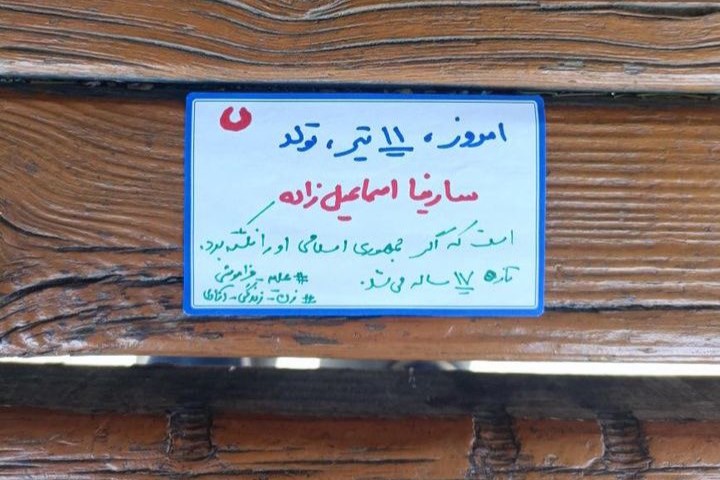 امروز، ۱۱ تیر، تولد
سارینا اسماعیل‌زاده
است که اگر جمهوری اسلامی او را نکشته بود.
تازه ۱۷ ساله می‌شد.
#علیه_فراموشی
#زن_زندگی_آزادی